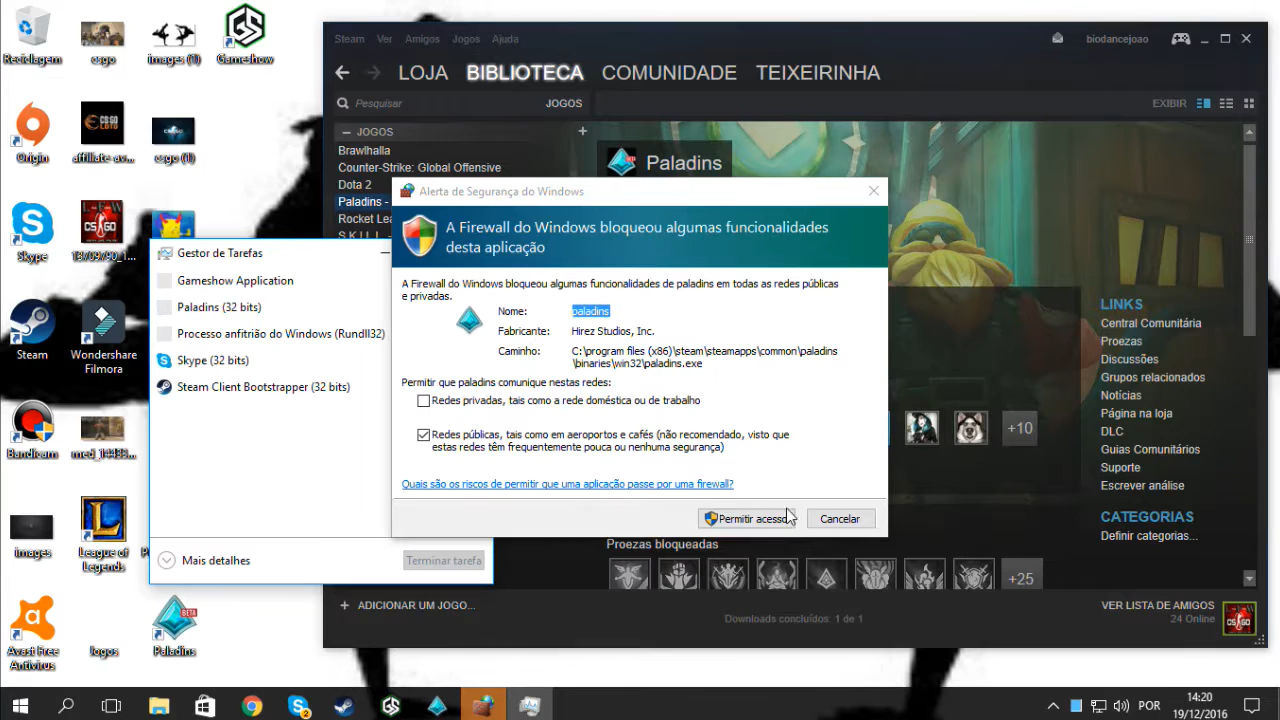 Reciclagem
csgo
images (1)
Gameshow
Origin
affiliate-av...
csgo (1)
Skype
13/09/90_1...
Steam
Wondershare
Filmora
Bandicam
med_14433...
images
League of
Legends
Avast Free
Antivirus
Jogos
Paladins
Steam Ver Amigos Jogos Ajuda
biodancejoao
LOJA BIBLIOTECA COMUNIDADE TEIXEIRINHA
Pesquisar JOGOS
EXIBIR
JOGOS
Brawlhalla
Counter-Strike: Global Offensive
Dota 2
Paladins -
Rocket Lea
S.K.I.L.L.
Paladins
LINKS
Central Comunitária
Proezas
Discussões
Grupos relacionados
Notícias
Página na loja
DLC
Guias Comunitários
Suporte
Escrever análise
CATEGORIAS
Definir categorias...
+10
Proezas bloqueadas
+25
ADICIONAR UM JOGO...
Downloads concluídos: 1 de 1
VER LISTA DE AMIGOS
24 Online
Gestor de Tarefas
Gameshow Application
Paladins (32 bits)
Processo anfitrião do Windows (Rundll32)
Skype (32 bits)
Steam Client Bootstrapper (32 bits)
Mais detalhes
Terminar tarefa
Alerta de Segurança do Windows
A Firewall do Windows bloqueou algumas funcionalidades
desta aplicação
A Firewall do Windows bloqueou algumas funcionalidades de paladins em todas as redes públicas
e privadas.
Nome: paladins
Fabricante: Hirez Studios, Inc.
Caminho: C:\program files (x86)\steam\steamapps\common\paladins
\binaries\win32\paladins.exe
Permitir que paladins comunique nestas redes:
Redes privadas, tais como a rede doméstica ou de trabalho
Redes públicas, tais como em aeroportos e cafés (não recomendado, visto que
estas redes têm frequentemente pouca ou nenhuma segurança)
Quais são os riscos de permitir que uma aplicação passe por uma firewall?
Permitir acesso
Cancelar
POR
14:20
19/12/2016